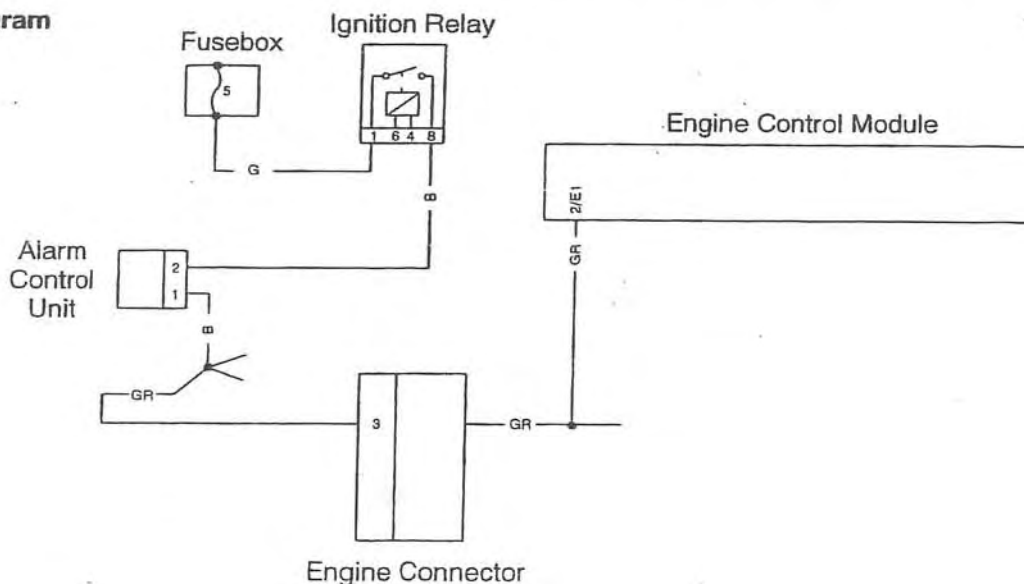 ram
Ignition Relay
Fusebox
5
1 6 4 8
Engine Control Module
G
B
2/E1
GR
Alarm
Control
Unit
2
1
B
GR
3
GR
Engine Connector